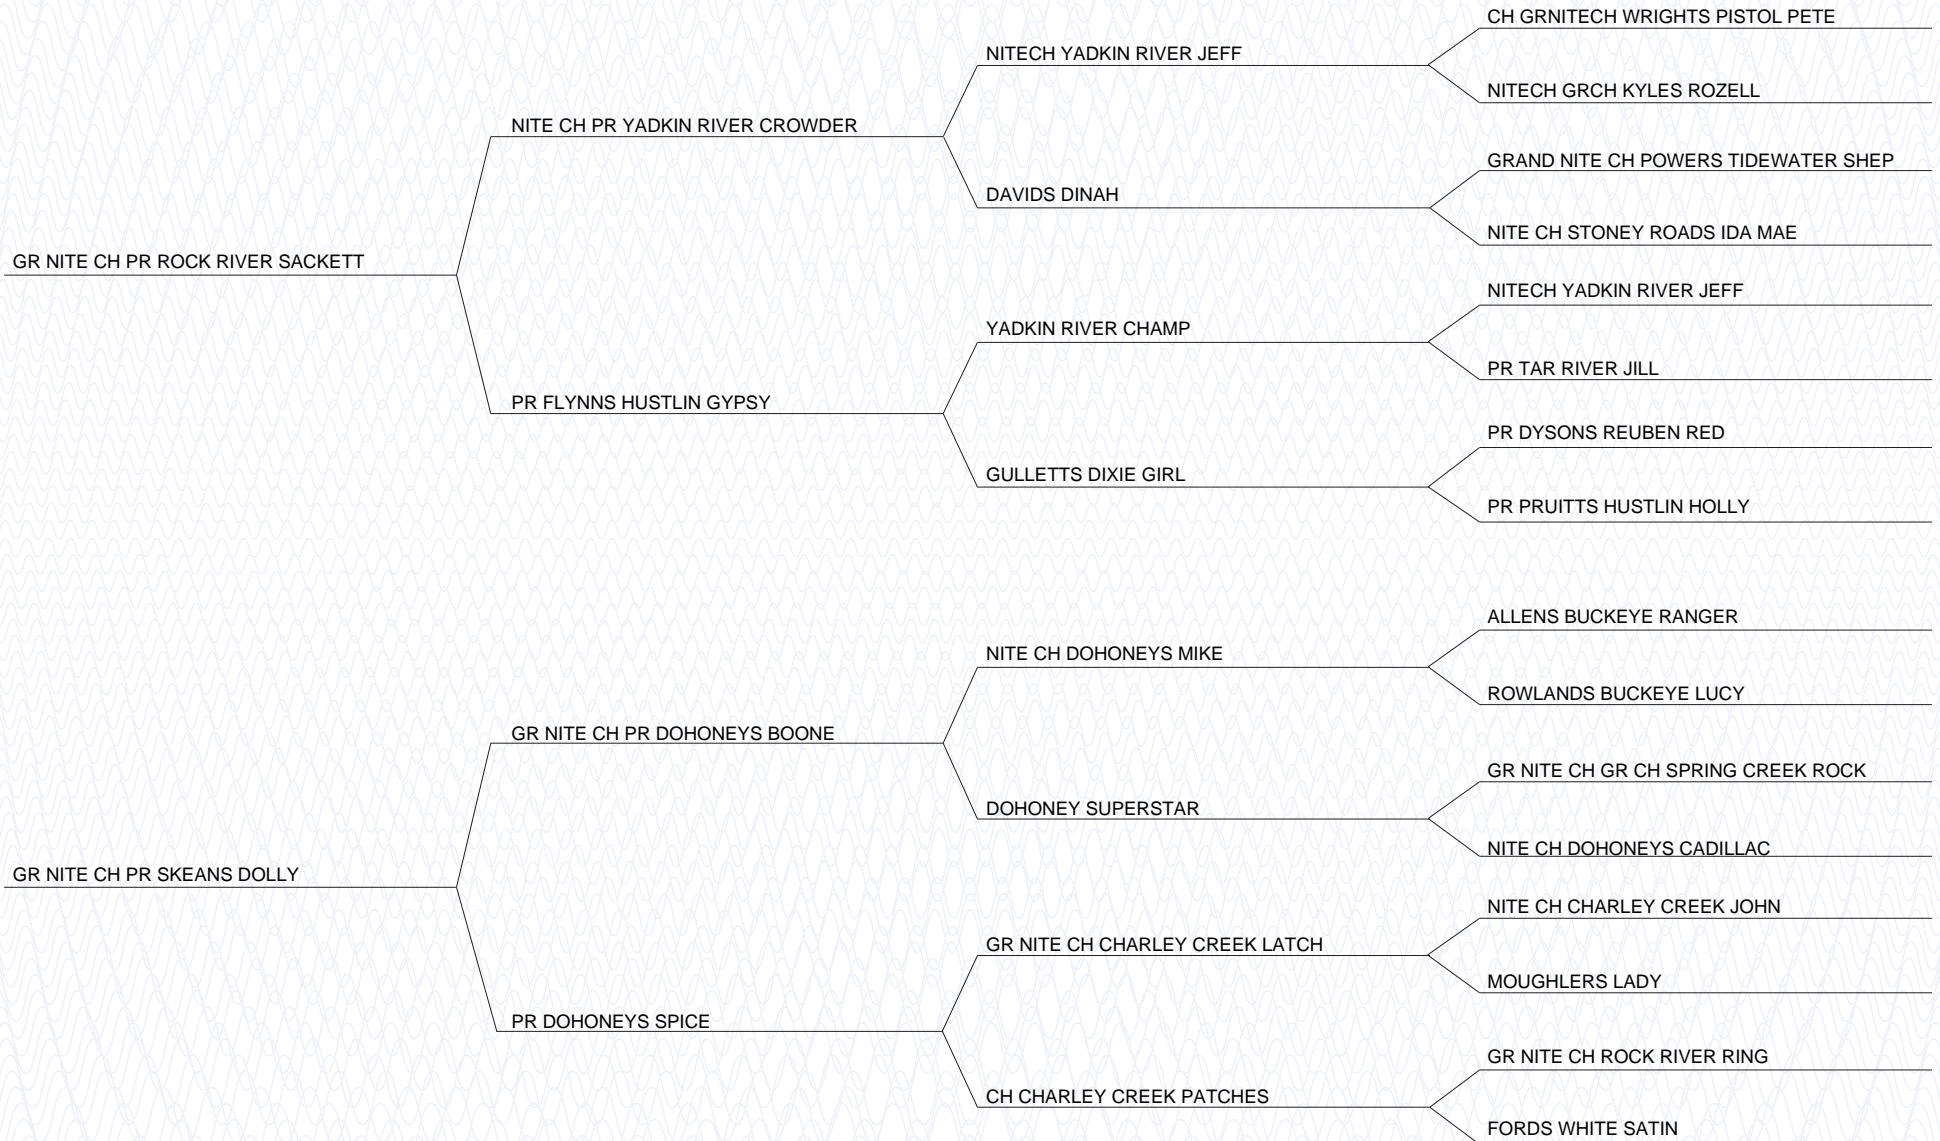 CH GRNITECH WRIGHTS PISTOL PETE
NITECH YADKIN RIVER JEFF
NITECH GRCH KYLES ROZELL
NITE CH PR YADKIN RIVER CROWDER
GRAND NITE CH POWERS TIDEWATER SHEP
DAVIDS DINAH
NITE CH STONEY ROADS IDA MAE
GR NITE CH PR ROCK RIVER SACKETT
NITECH YADKIN RIVER JEFF
YADKIN RIVER CHAMP
PR TAR RIVER JILL
PR FLYNNS HUSTLIN GYPSY
PR DYSONS REUBEN RED
GULLETTS DIXIE GIRL
PR PRUITTS HUSTLIN HOLLY
ALLENS BUCKEYE RANGER
NITE CH DOHONEYS MIKE
ROWLANDS BUCKEYE LUCY
GR NITE CH PR DOHONEYS BOONE
GR NITE CH GR CH SPRING CREEK ROCK
DOHONEY SUPERSTAR
NITE CH DOHONEYS CADILLAC
GR NITE CH PR SKEANS DOLLY
NITE CH CHARLEY CREEK JOHN
GR NITE CH CHARLEY CREEK LATCH
MOUGHLERS LADY
PR DOHONEYS SPICE
GR NITE CH ROCK RIVER RING
CH CHARLEY CREEK PATCHES
FORDS WHITE SATIN